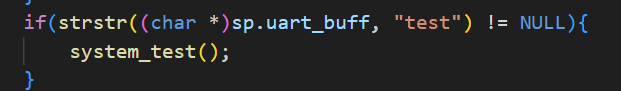 if(strstr((char *)sp.uart_buff, "test") != NULL){
    system_test();
}